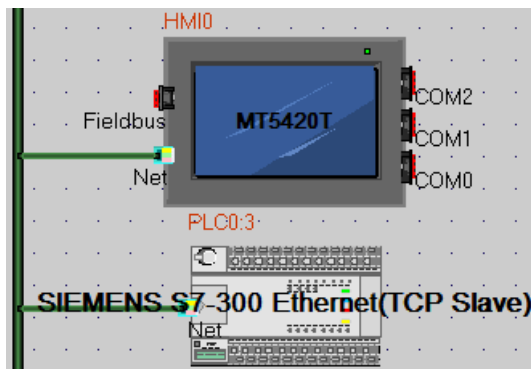 HMI0
MT5420T
COM2
Fieldbus
COM1
Net
COM0
PLC0:3
SIEMENS S7-300 Ethernet(TCP Slave)
Net